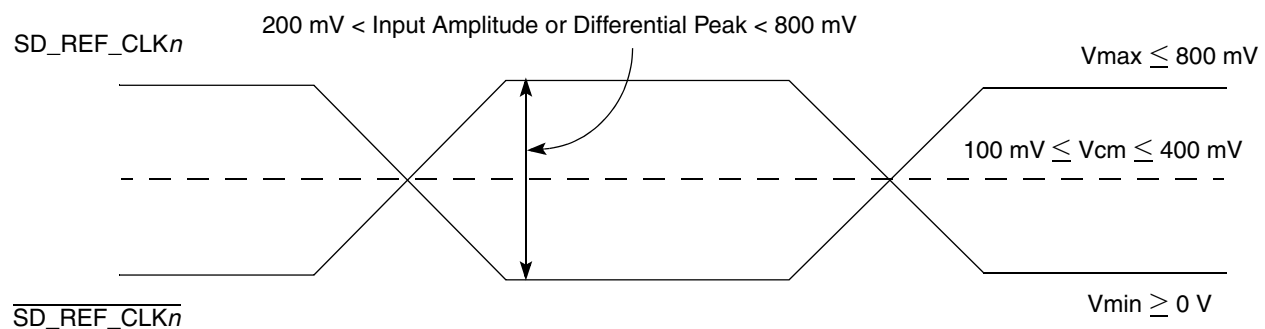 200 mV < Input Amplitude or Differential Peak < 800 mV
SD_REF_CLKn
Vmax ≤ 800 mV
100 mV ≤ Vcm ≤ 400 mV
Vmin ≥ 0 V
SD_REF_CLKn